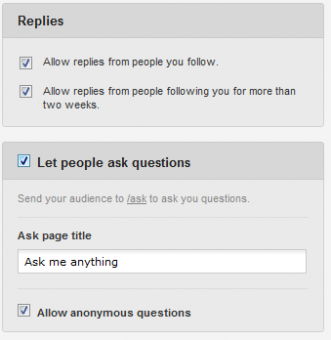 Replies
Allow replies from people you follow.
Allow replies from people following you for more than
two weeks.
Let people ask questions
Send your audience to /ask to ask you questions.
Ask page title
Ask me anything
Allow anonymous questions